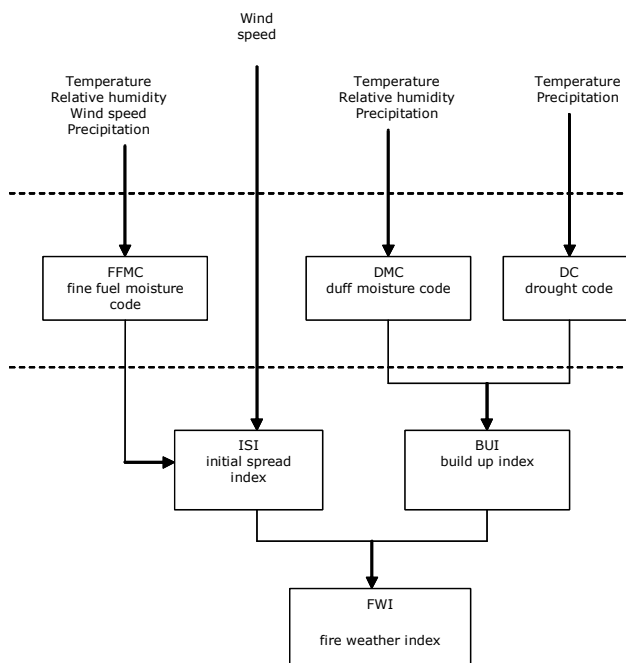 Wind
speed
Temperature
Relative humidity
Wind speed
Precipitation
Temperature
Relative humidity
Precipitation
Temperature
Precipitation
FFMC
fine fuel moisture
code
DMC
duff moisture code
DC
drought code
ISI
initial spread
index
BUI
build up index
FWI
fire weather index